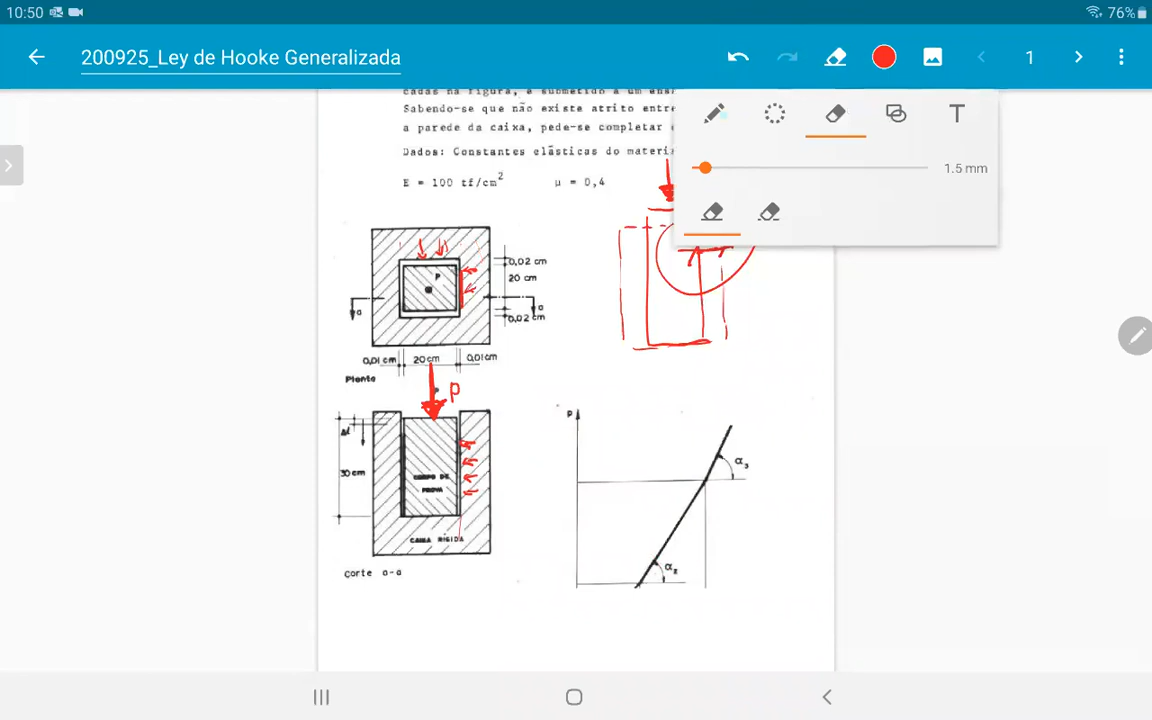 10:50
76%
200925_Ley de Hooke Generalizada
1
T
1.5 mm
cadas na figura, é submetido a um
Sabendo-se que não existe atrito entre
a parede da caixa, pede-se completar
Dados: Constantes elásticas do
E = 100 tf/cm2 μ = 0,4
P
0,02 cm
20 cm
a a
0,02 cm
0,01 cm 20 cm 0,01 cm
Planta
P
Δℓ
30 cm
CORPO DE
PROVA
CAIXA RÍGIDA
Corte a-a
P
α3
α2